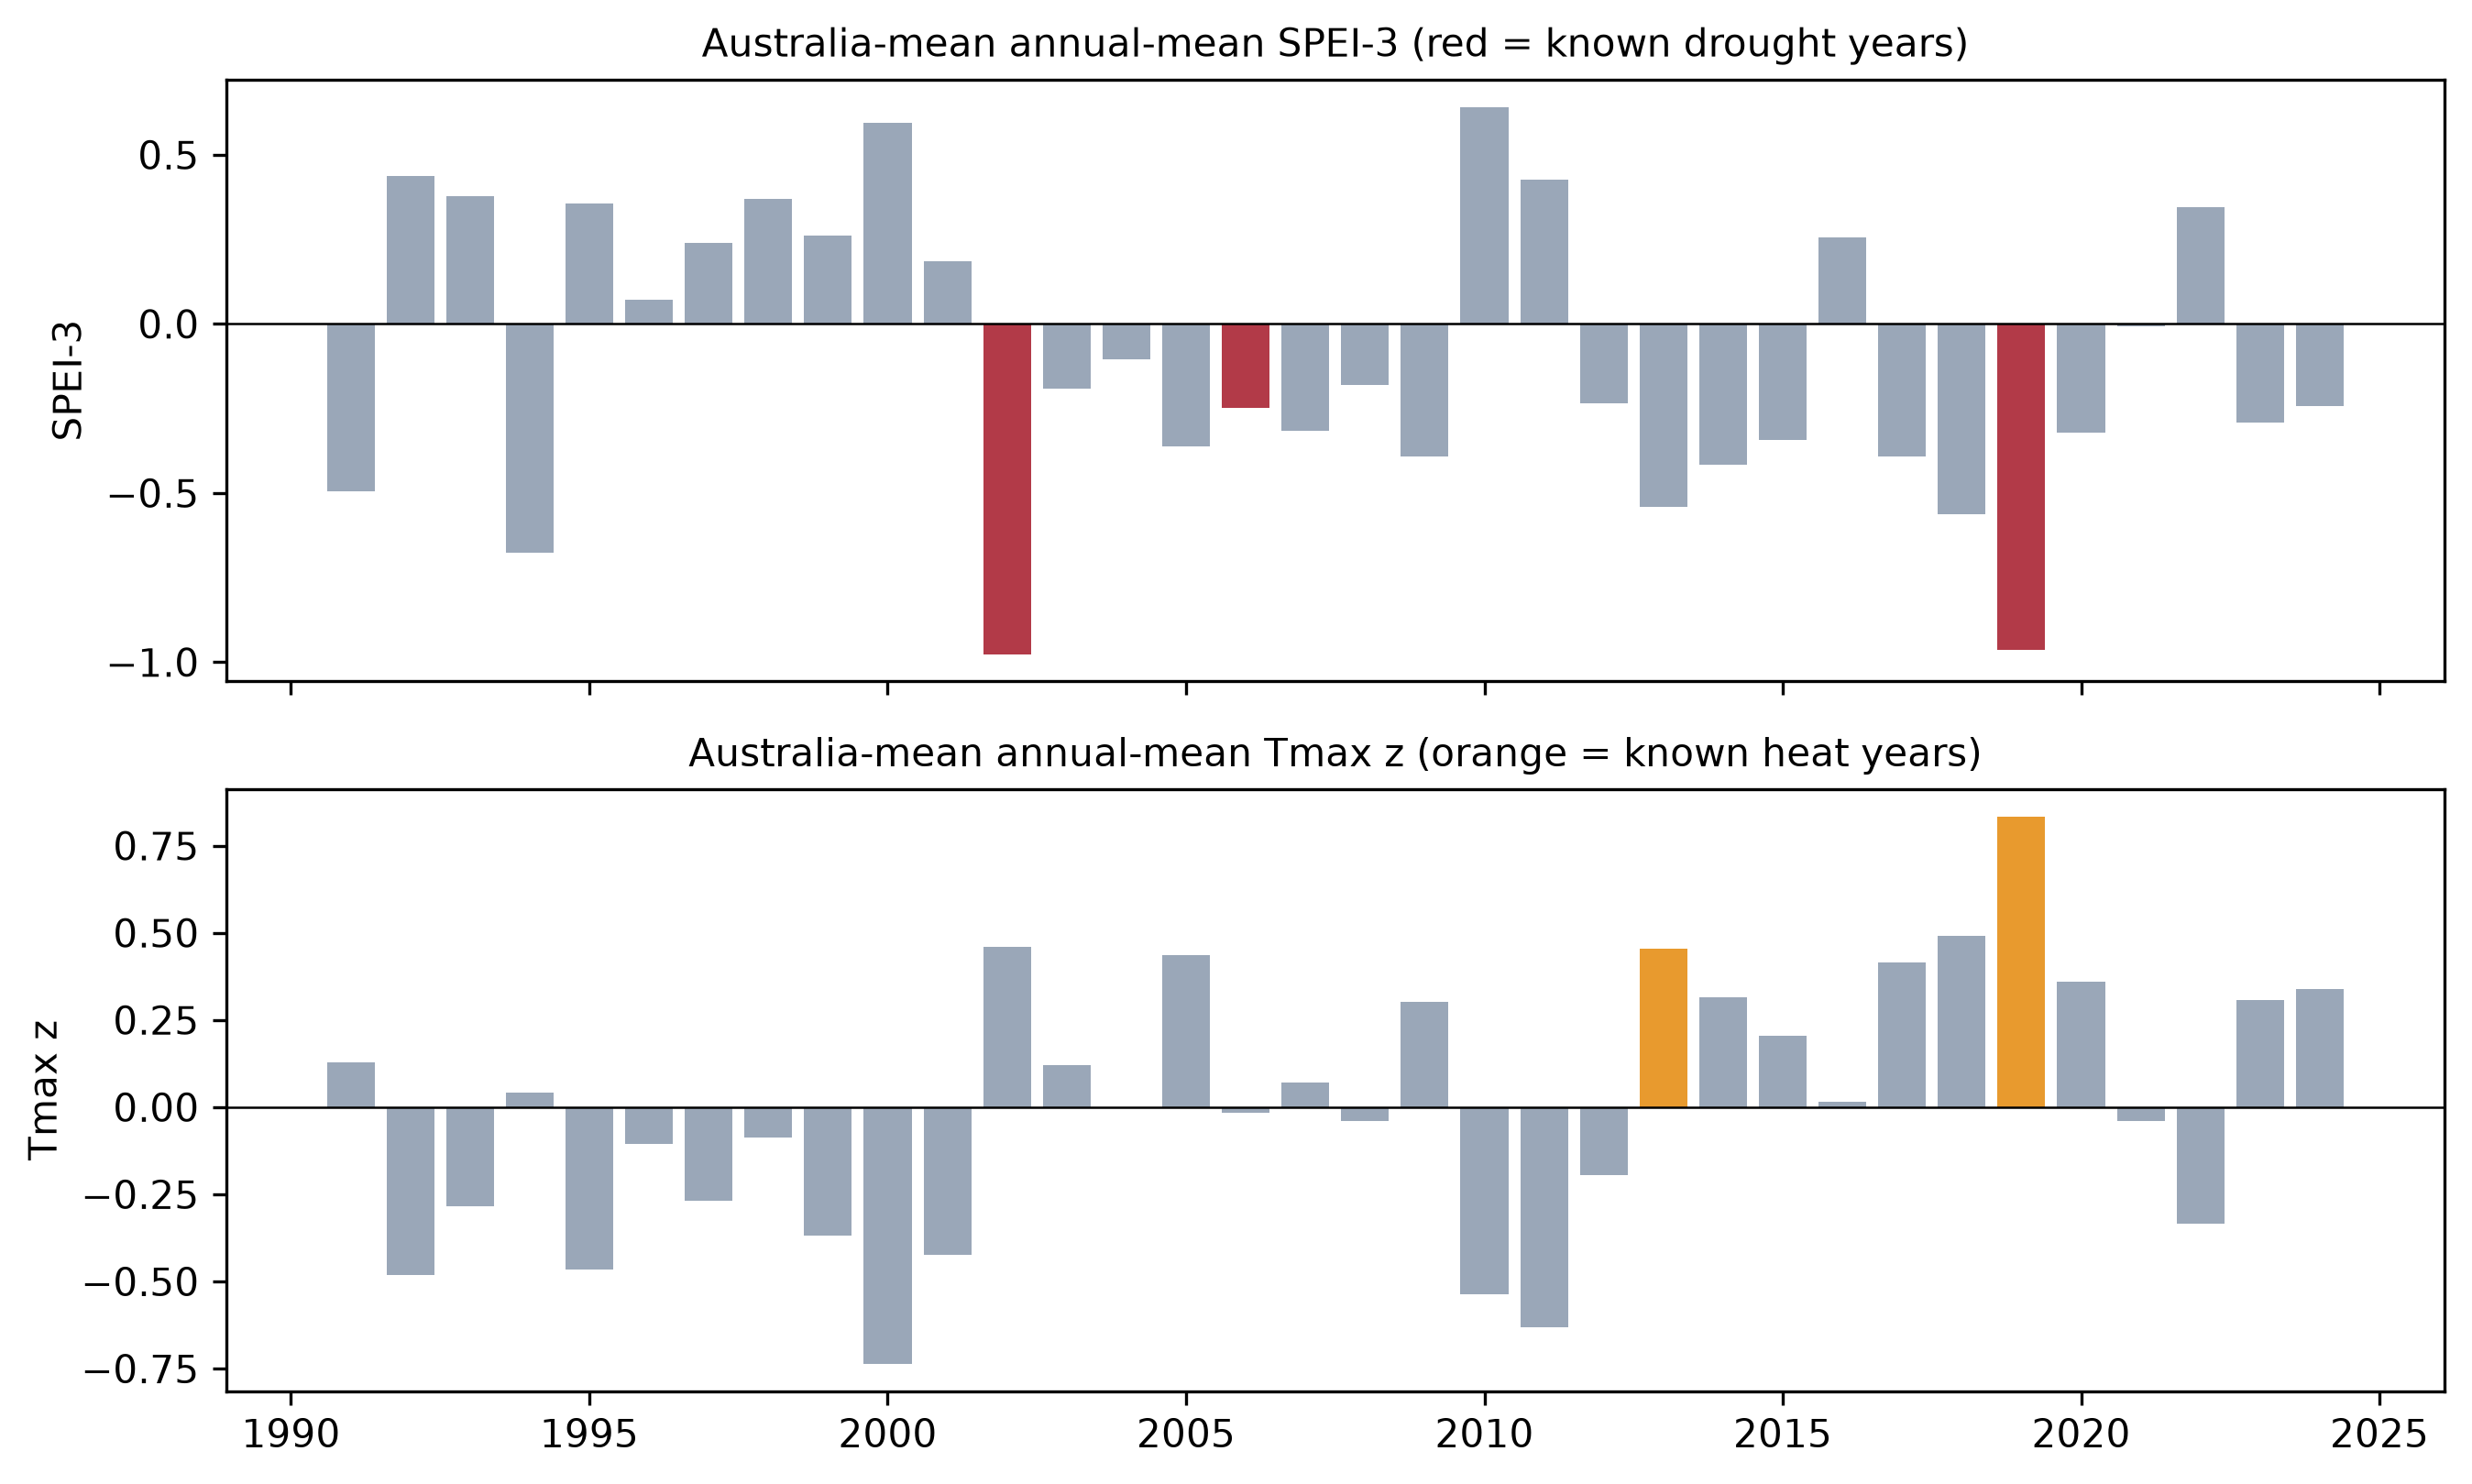 Australia-mean annual-mean SPEI-3 (red = known drought years)
SPEI-3
0.5
0.0
−0.5
−1.0
Australia-mean annual-mean Tmax z (orange = known heat years)
Tmax z
0.75
0.50
0.25
0.00
−0.25
−0.50
−0.75
1990 1995 2000 2005 2010 2015 2020 2025